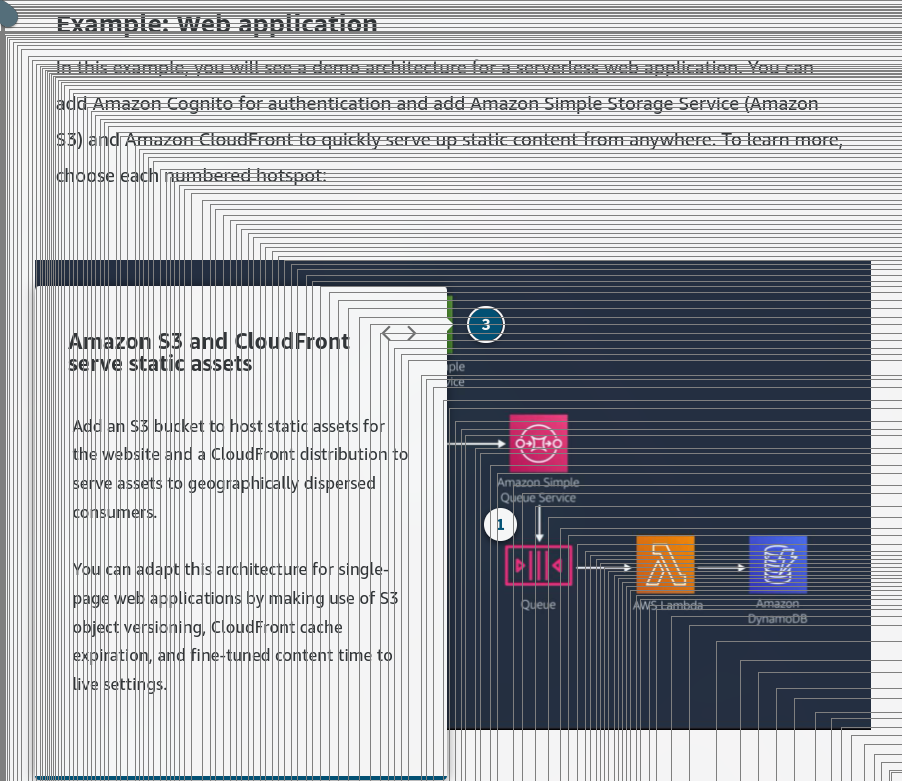 Example: Web application
In this example, you will see a demo architecture for a serverless web application. You can
add Amazon Cognito for authentication and add Amazon Simple Storage Service (Amazon
S3) and Amazon CloudFront to quickly serve up static content from anywhere. To learn more,
choose each numbered hotspot:
Amazon S3 and CloudFront
serve static assets
Add an S3 bucket to host static assets for
the website and a CloudFront distribution to
serve assets to geographically dispersed
consumers.
You can adapt this architecture for single-
page web applications by making use of S3
object versioning, CloudFront cache
expiration, and fine-tuned content time to
live settings.
3
Amazon Simple
Queue Service
1
Queue
AWS Lambda
Amazon
DynamoDB